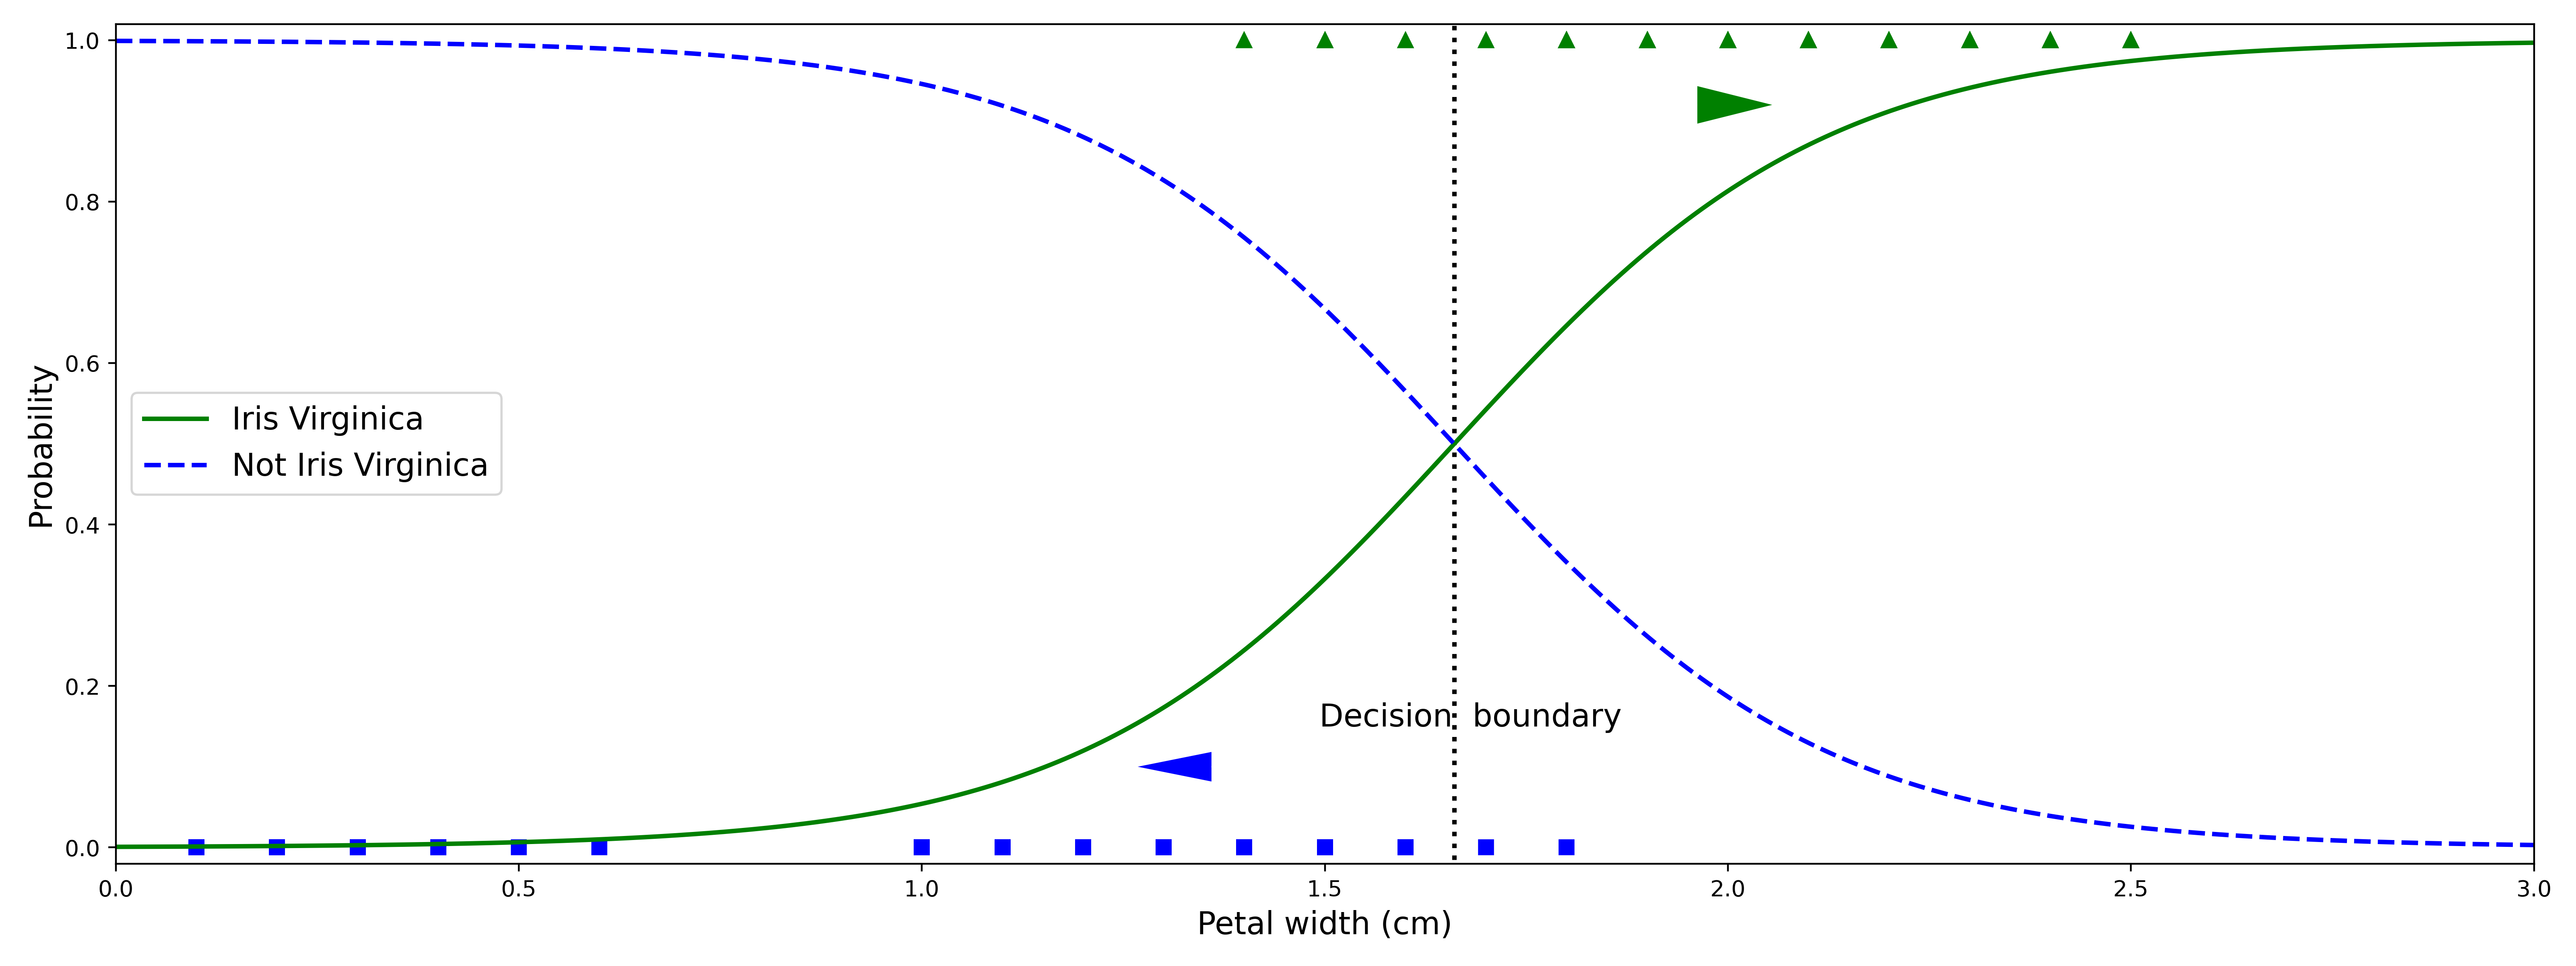 1.0
0.8
0.6
0.4
0.2
0.0
Probability
Iris Virginica
Not Iris Virginica
Decision boundary
0.0 0.5 1.0 1.5 2.0 2.5 3.0
Petal width (cm)